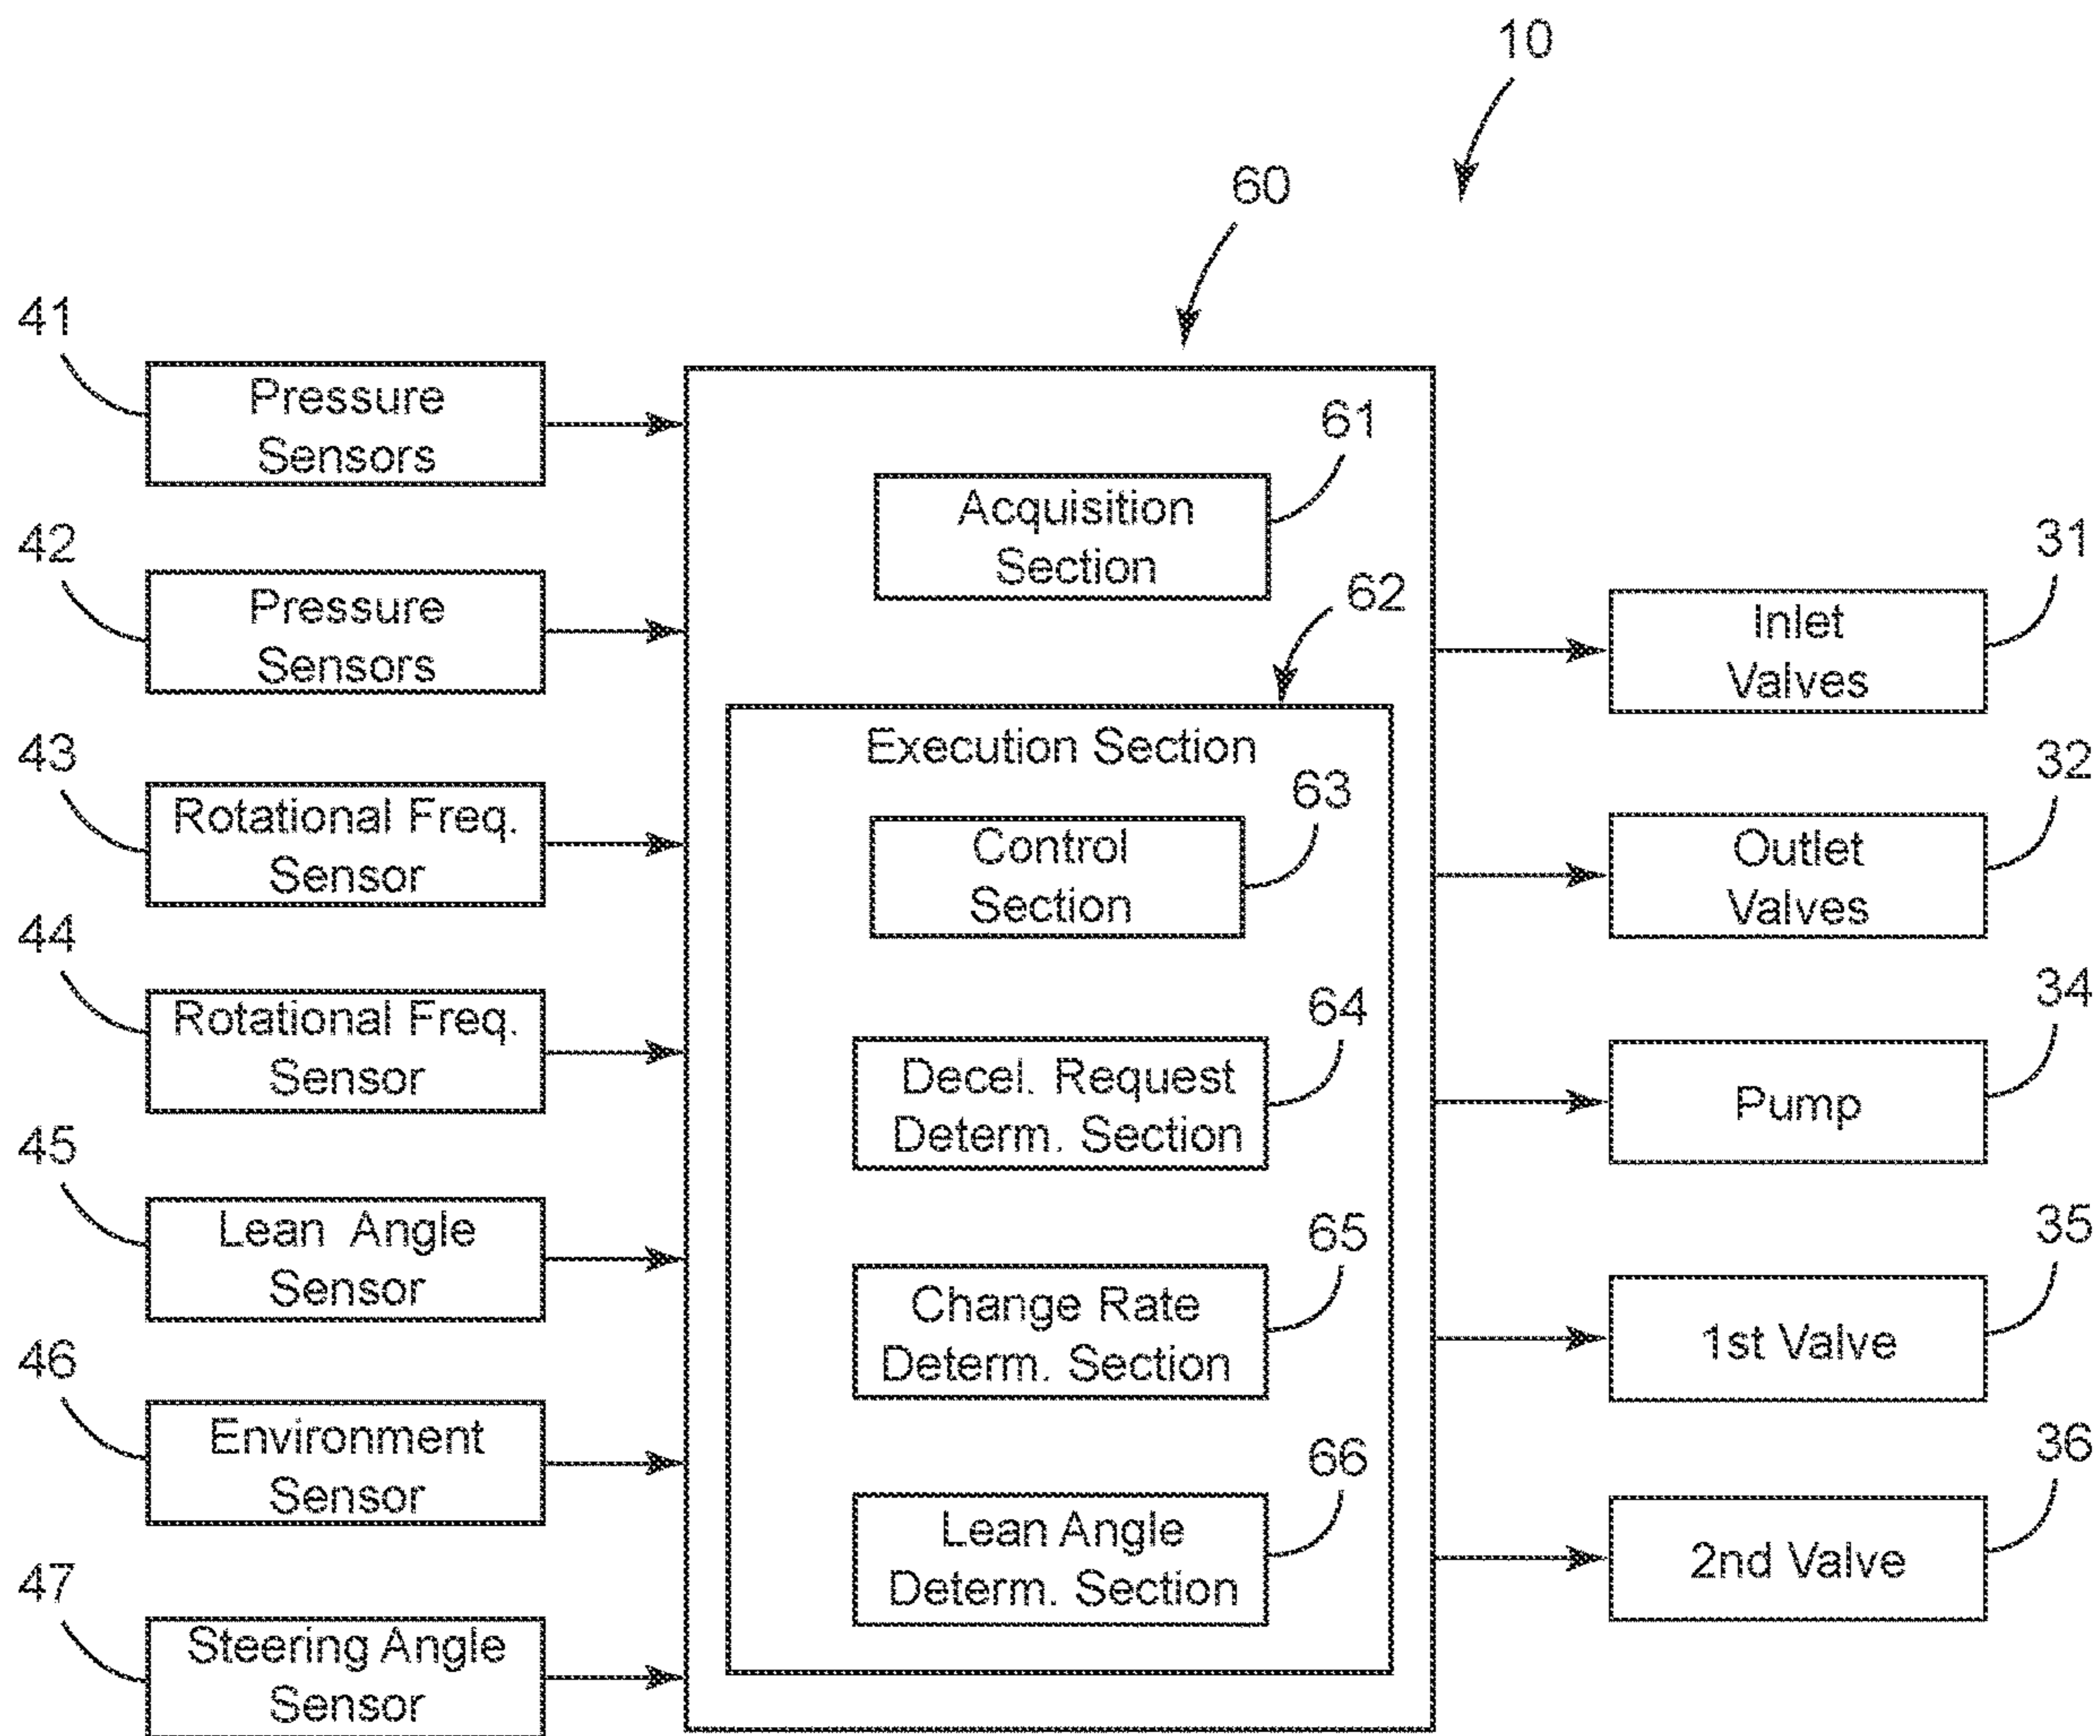 10
60
41
Pressure
Sensors
42
Pressure
Sensors
43
Rotational Freq.
Sensor
44
Rotational Freq.
Sensor
45
Lean Angle
Sensor
46
Environment
Sensor
47
Steering Angle
Sensor
61
Acquisition
Section
62
Execution Section
63
Control
Section
64
Decel. Request
Determ. Section
65
Change Rate
Determ. Section
66
Lean Angle
Determ. Section
31
Inlet
Valves
32
Outlet
Valves
34
Pump
35
1st Valve
36
2nd Valve